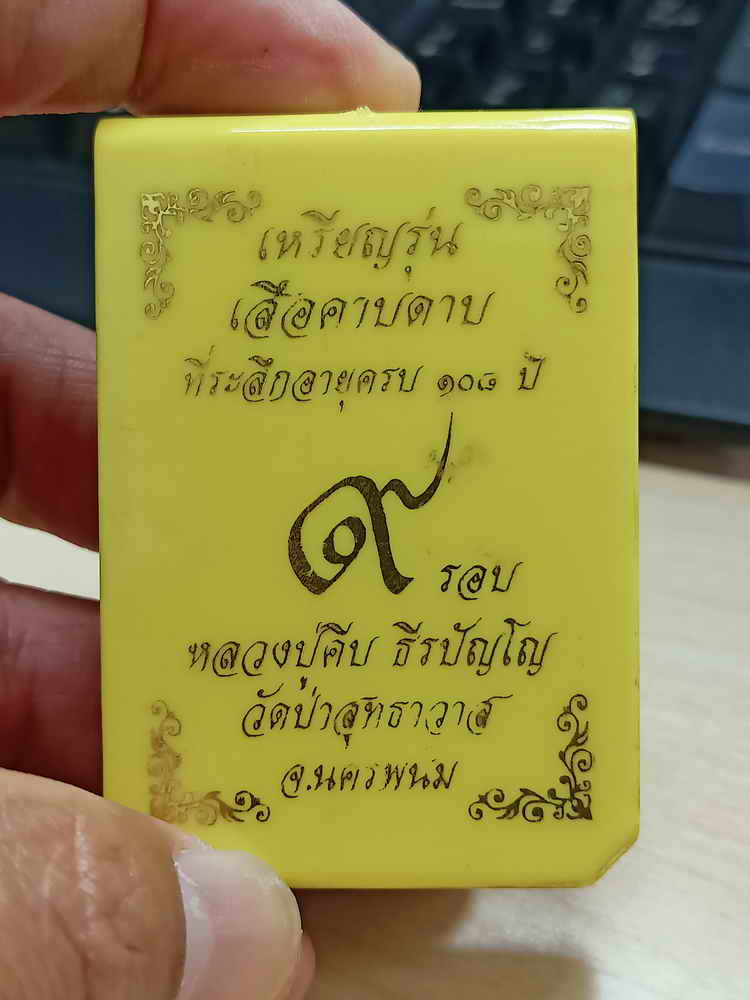 เหรียญรุ่น
เสือคาบดาบ
ที่ระลึกอายุครบ ๑๐๘ ปี
๙ รอบ
หลวงปู่คีบ ธีรปัญโญ
วัดป่าสุทธาวาส
จ.นครพนม